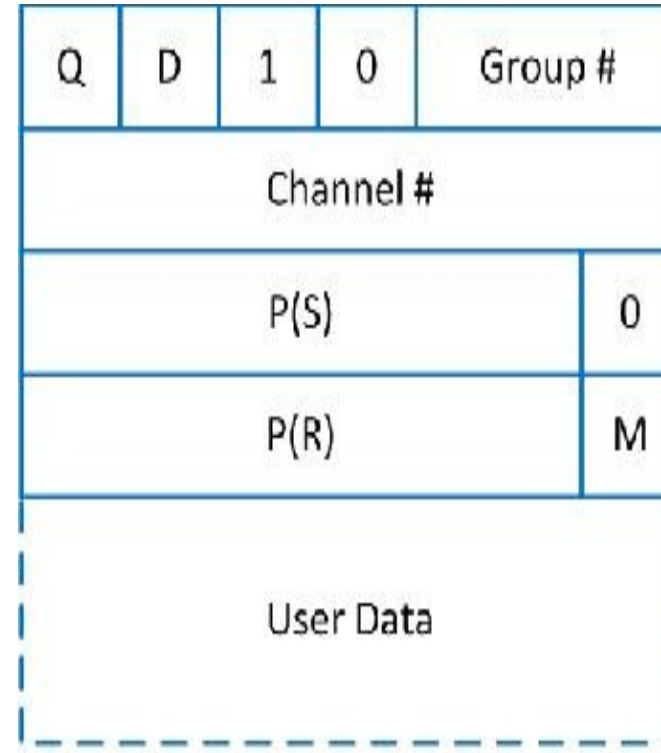 Q D 1 0 Group #
Channel #
P(S) 0
P(R) M
User Data